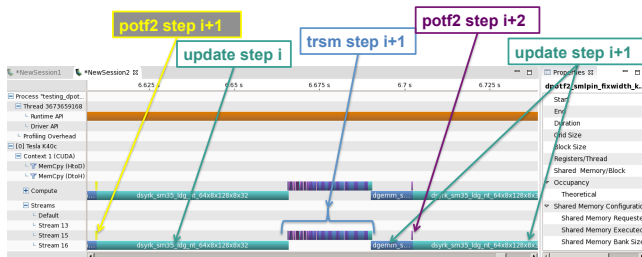 potf2 step i+1
potf2 step i+2
trsm step i+1
update step i
update step i+1
*NewSession1
*NewSession2
Properties
6.625 s
6.65 s
6.675 s
6.7 s
6.725 s
dpotf2_smlpin_fixwidth_k...
Process "testing_dpot...
Thread 3673659168
Runtime API
Driver API
Profiling Overhead
[0] Tesla K40c
Context 1 (CUDA)
MemCpy (HtoD)
MemCpy (DtoH)
Compute
dsyrk_sm35_ldg_nt_64x8x128x8x32
dgemm_s...
dsyrk_sm35_ldg_nt_64x8x128x8x32
Streams
Default
Stream 13
Stream 15
Stream 16
dsyrk_sm35_ldg_nt_64x8x128x8x32
dgemm_s...
dsyrk_sm35_ldg_nt_64x8x128x8x3
Start
End
Duration
Grid Size
Block Size
Registers/Thread
Shared Memory/Block
Occupancy
Theoretical
Shared Memory Configuratio
Shared Memory Requeste
Shared Memory Executed
Shared Memory Bank Size